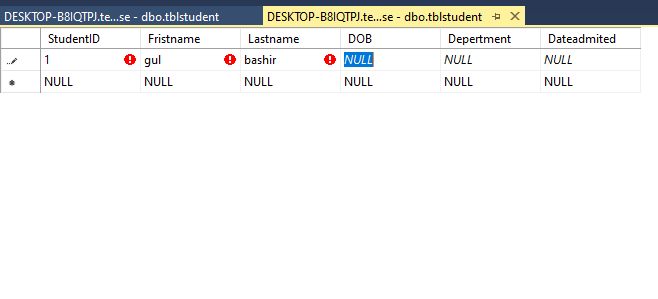 DESKTOP-B8IQTPJ.te...se - dbo.tblstudent DESKTOP-B8IQTPJ.te...se - dbo.tblstudent
StudentID Fristname Lastname DOB Depertment Dateadmited
1 gul bashir NULL NULL NULL
NULL NULL NULL NULL NULL NULL